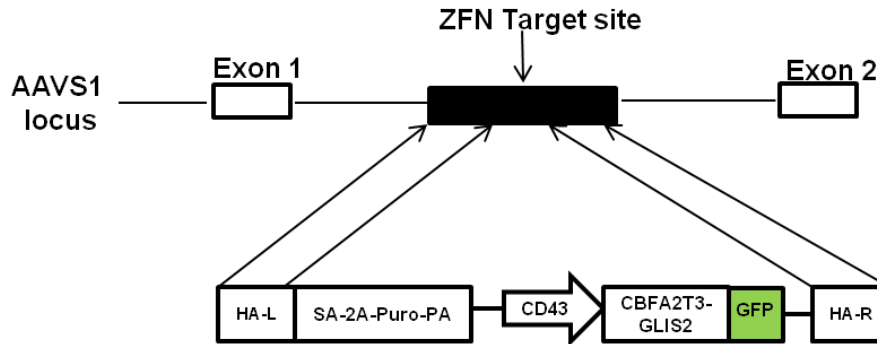 ZFN Target site
Exon 1
Exon 2
AAVS1
locus
HA-L
SA-2A-Puro-PA
CD43
CBFA2T3-
GLIS2
GFP
HA-R